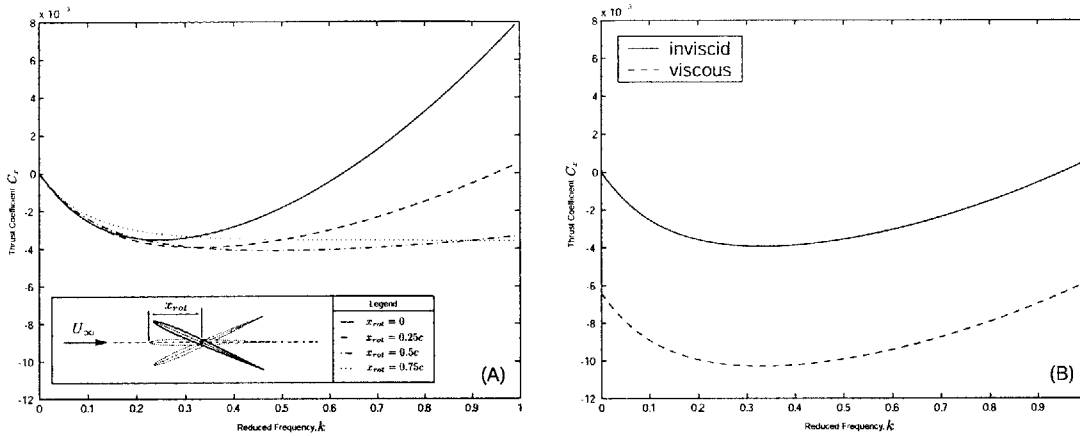 x 10⁻³
8
6
4
2
0
-2
-4
-6
-8
-10
-12
Thrust Coefficient C_x
x_rot
U_∞
Legend
x_rot = 0
x_rot = 0.25c
x_rot = 0.5c
x_rot = 0.75c
(A)
0 0.1 0.2 0.3 0.4 0.5 0.6 0.7 0.8 0.9 1
Reduced Frequency, k
x 10⁻³
inviscid
viscous
8
6
4
2
0
-2
-4
-6
-8
-10
-12
Thrust Coefficient C_x
(B)
0 0.1 0.2 0.3 0.4 0.5 0.6 0.7 0.8 0.9
Reduced Frequency, k